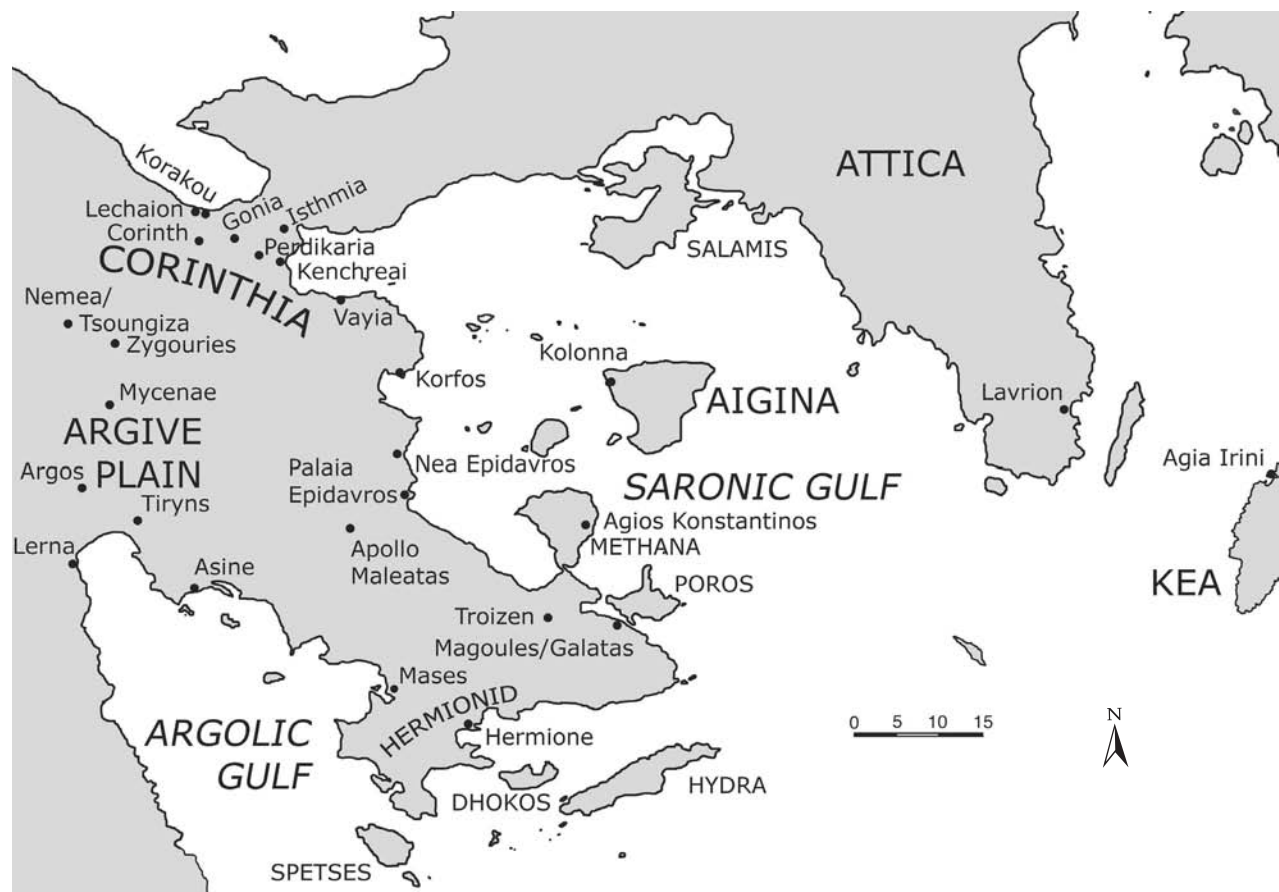 Korakou
Lechaion
Corinth
Gonia
Isthmia
Perdikaria
Kenchreai
CORINTHIA
Vayia
Nemea/
Tsoungiza
Zygouries
Korfos
Mycenae
ARGIVE
PLAIN
Argos
Tiryns
Lerna
Asine
Palaia
Epidavros
Nea Epidavros
Apollo
Maleatas
ATTICA
SALAMIS
Kolonna
AIGINA
Lavrion
SARONIC GULF
Agia Irini
Agios Konstantinos
METHANA
POROS
KEA
Troizen
Magoules/Galatas
Mases
HERMIONID
Hermione
ARGOLIC
GULF
DHOKOS
HYDRA
SPETSES
0 5 10 15
N